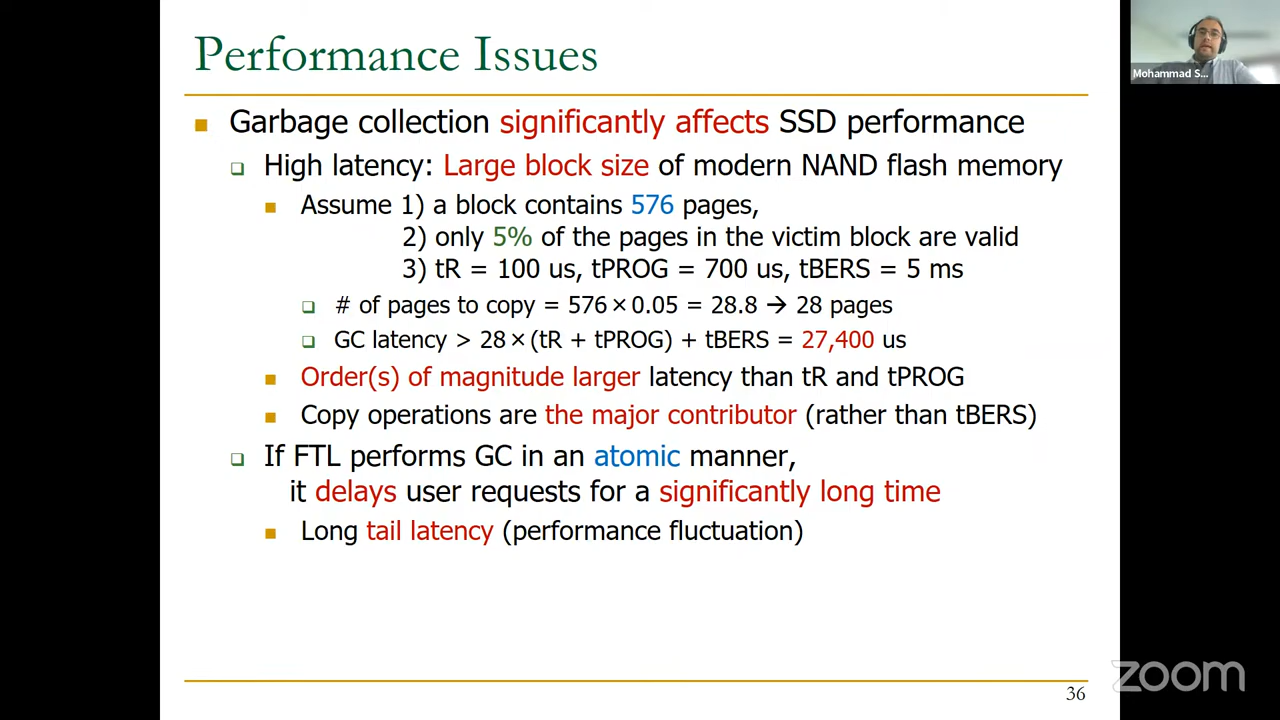 Performance Issues
Garbage collection significantly affects SSD performance
High latency: Large block size of modern NAND flash memory
Assume 1) a block contains 576 pages,
2) only 5% of the pages in the victim block are valid
3) tR = 100 us, tPROG = 700 us, tBERS = 5 ms
# of pages to copy = 576×0.05 = 28.8 → 28 pages
GC latency > 28×(tR + tPROG) + tBERS = 27,400 us
Order(s) of magnitude larger latency than tR and tPROG
Copy operations are the major contributor (rather than tBERS)
If FTL performs GC in an atomic manner,
it delays user requests for a significantly long time
Long tail latency (performance fluctuation)
36
Mohammad S...
zoom